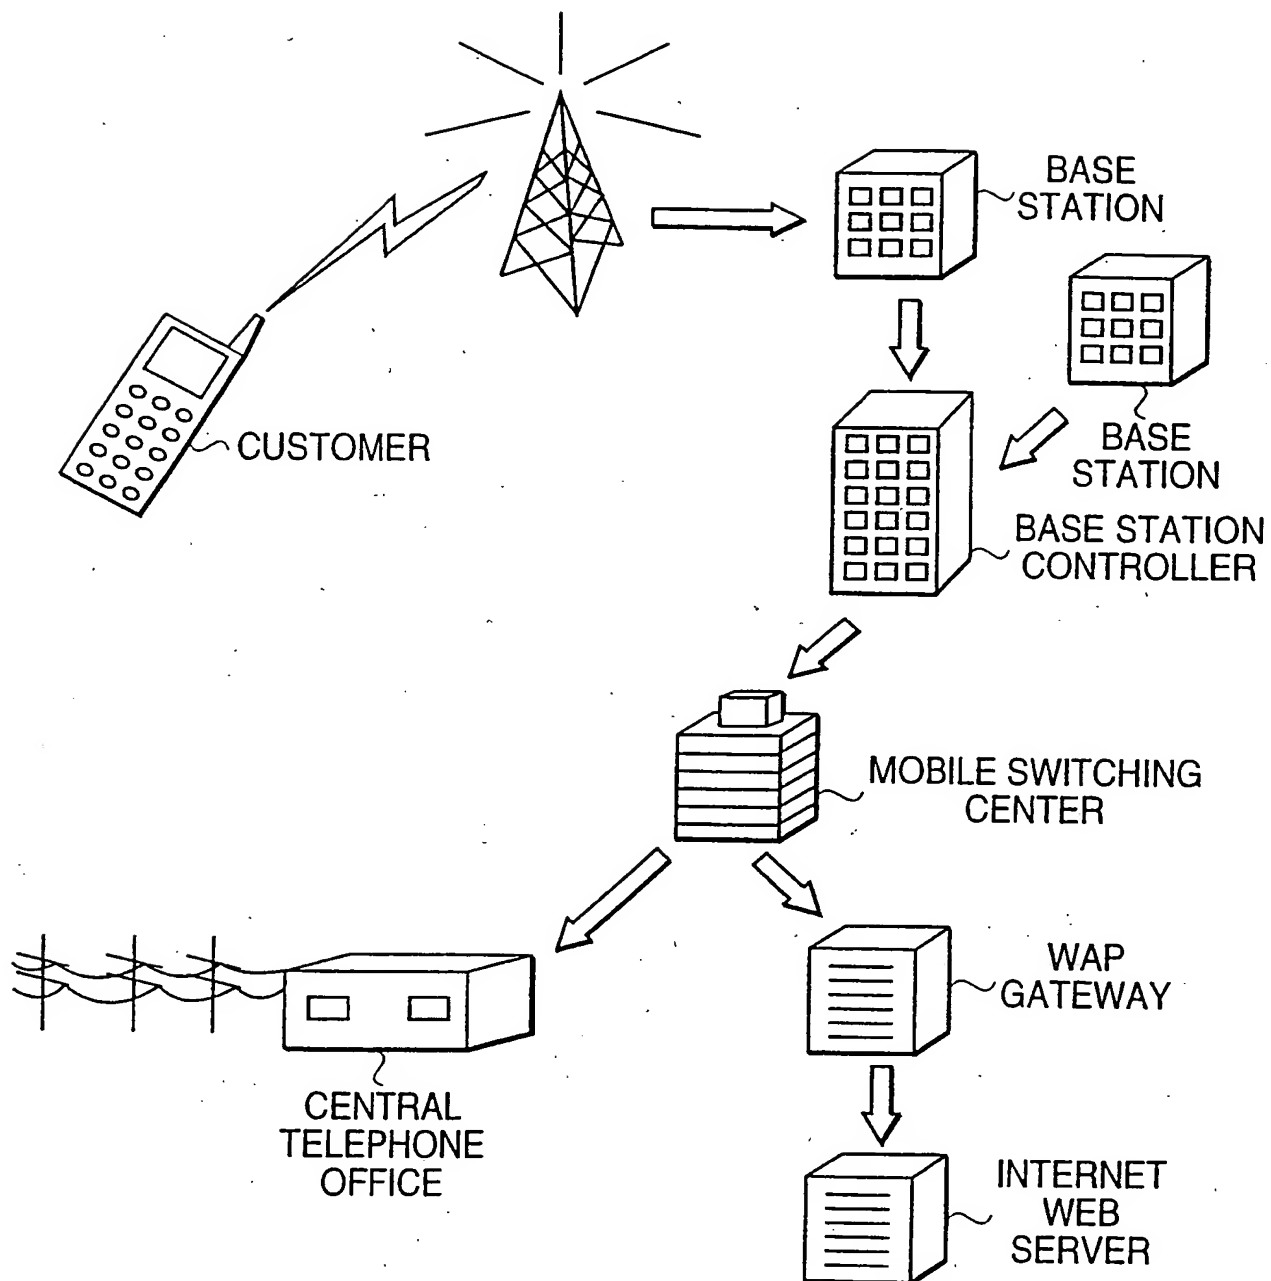 BASE
STATION
CUSTOMER
BASE
STATION
BASE STATION
CONTROLLER
MOBILE SWITCHING
CENTER
WAP
GATEWAY
CENTRAL
TELEPHONE
OFFICE
INTERNET
WEB
SERVER